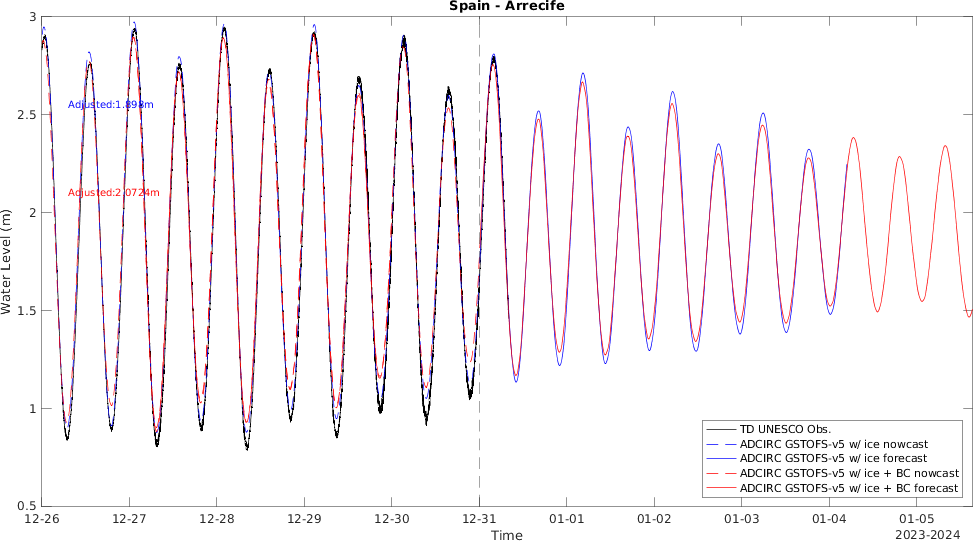 Spain - Arrecife
3
2.5
2
1.5
1
0.5
Water Level (m)
Adjusted:1.898m
Adjusted:2.0724m
TD UNESCO Obs.
ADCIRC GSTOFS-v5 w/ ice nowcast
ADCIRC GSTOFS-v5 w/ ice forecast
ADCIRC GSTOFS-v5 w/ ice + BC nowcast
ADCIRC GSTOFS-v5 w/ ice + BC forecast
12-26 12-27 12-28 12-29 12-30 12-31 01-01 01-02 01-03 01-04 01-05
Time
2023-2024